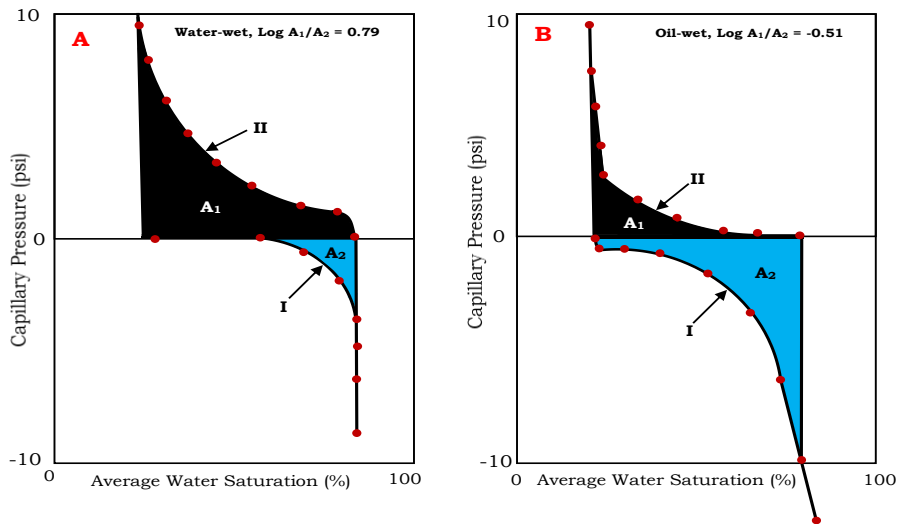 10
A
Water-wet, Log A₁/A₂ = 0.79
II
A₁
0
A₂
I
Capillary Pressure (psi)
-10
0
Average Water Saturation (%)
100
10
B
Oil-wet, Log A₁/A₂ = -0.51
II
A₁
0
A₂
I
Capillary Pressure (psi)
-10
0
Average Water Saturation (%)
100